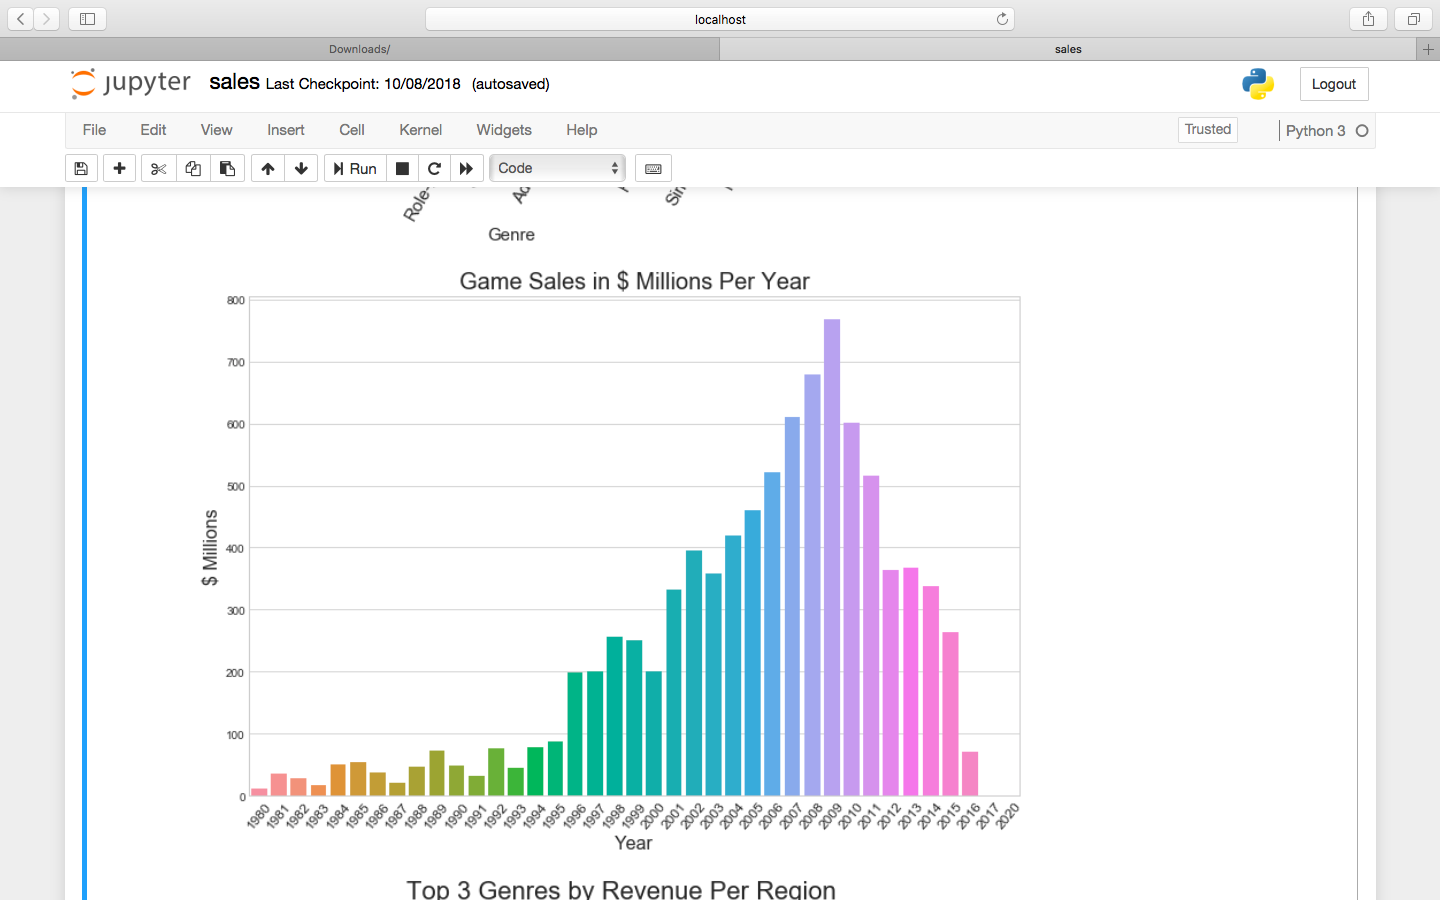 localhost
Downloads/
sales
jupyter sales Last Checkpoint: 10/08/2018 (autosaved)
Logout
File Edit View Insert Cell Kernel Widgets Help
Trusted
Python 3
Run
Code
Role-
Genre
Game Sales in $ Millions Per Year
800
700
600
500
400
300
200
100
0
$ Millions
1980 1981 1982 1983 1984 1985 1986 1987 1988 1989 1990 1991 1992 1993 1994 1995 1996 1997 1998 1999 2000 2001 2002 2003 2004 2005 2006 2007 2008 2009 2010 2011 2012 2013 2014 2015 2016 2017 2020
Year
Top 3 Genres by Revenue Per Region